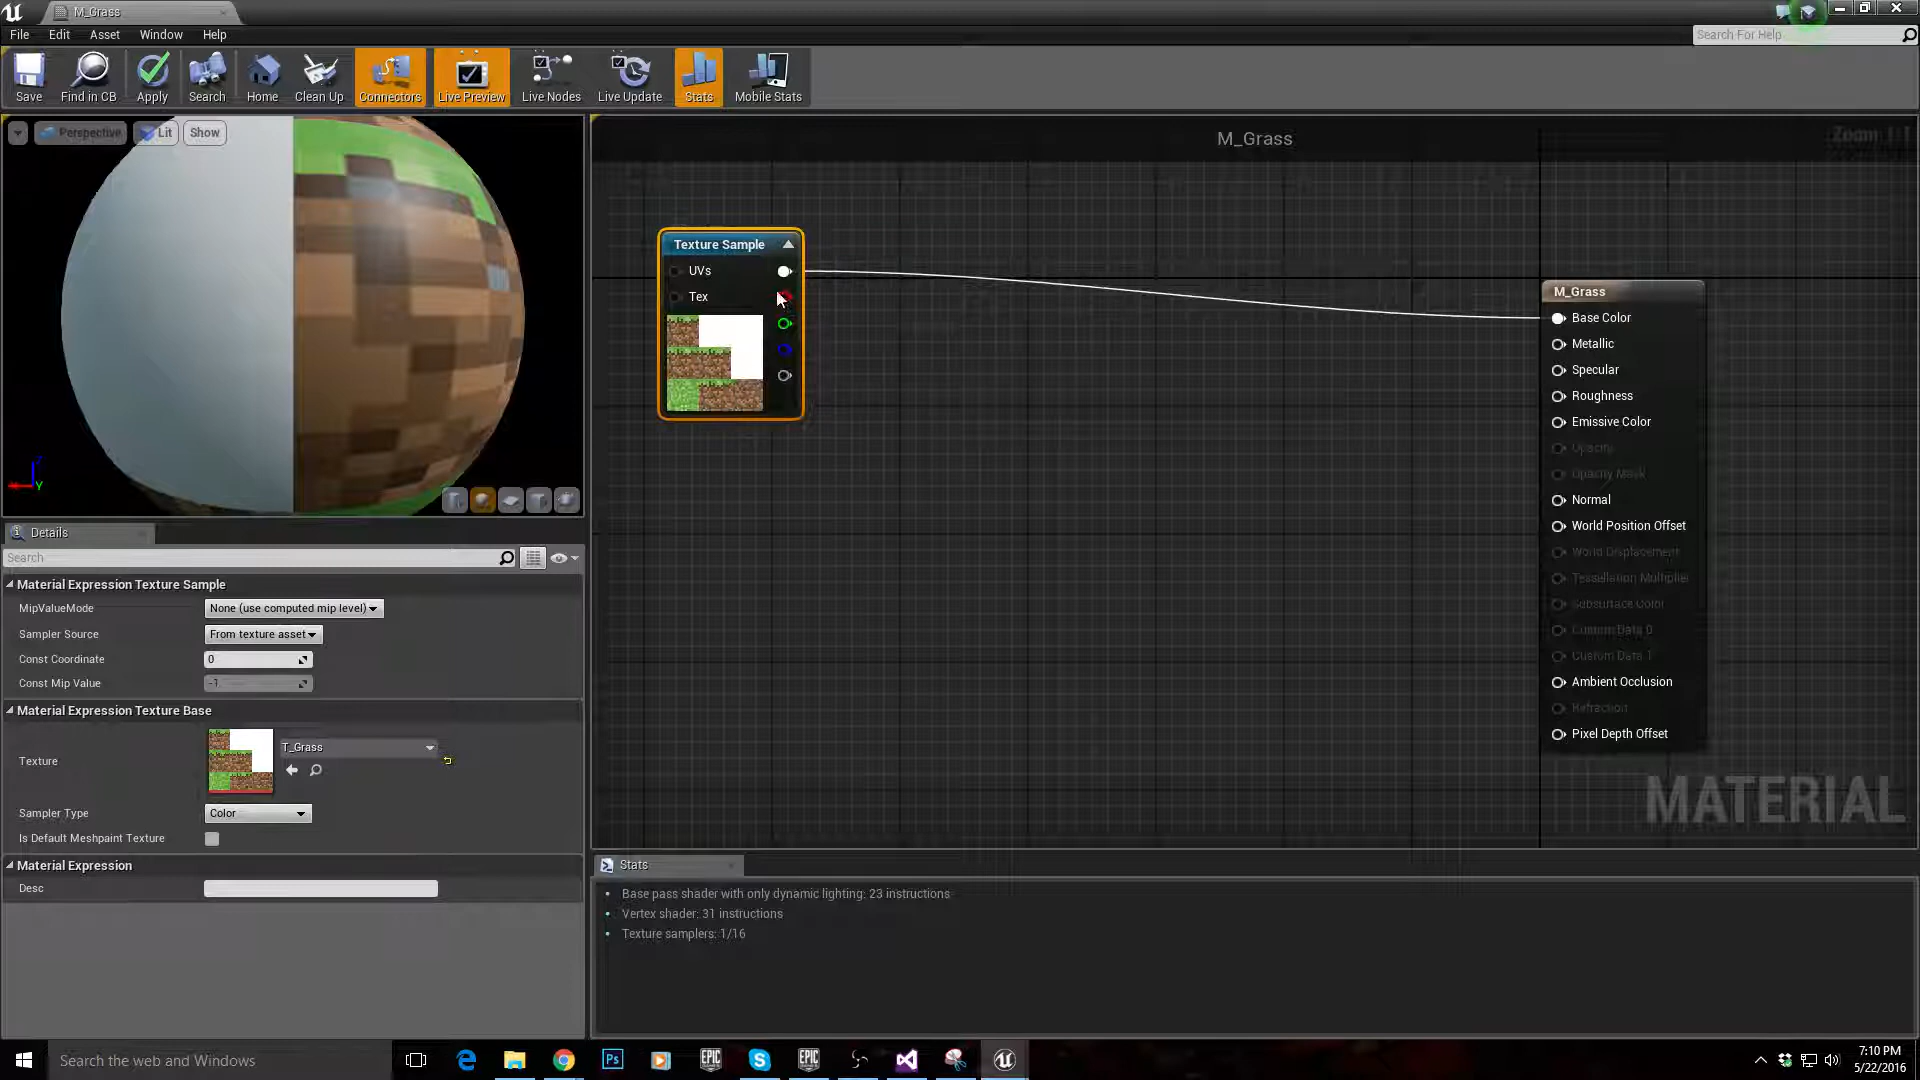 M_Grass
File Edit Asset Window Help
Search For Help
Save Find in CB Apply Search Home Clean Up Connectors Live Preview Live Nodes Live Update Stats Mobile Stats
Perspective Lit Show
M_Grass
Zoom 1:1
Texture Sample
UVs
Tex
M_Grass
Base Color
Metallic
Specular
Roughness
Emissive Color
Opacity
Opacity Mask
Normal
World Position Offset
World Displacement
Tessellation Multiplier
Subsurface Color
Custom Data 0
Custom Data 1
Ambient Occlusion
Refraction
Pixel Depth Offset
MATERIAL
Z
Y
Details
Search
Material Expression Texture Sample
MipValueMode None (use computed mip level)
Sampler Source From texture asset
Const Coordinate 0
Const Mip Value -1
Material Expression Texture Base
Texture T_Grass
Sampler Type Color
Is Default Meshpaint Texture
Material Expression
Desc
Stats
Base pass shader with only dynamic lighting: 23 instructions
Vertex shader: 31 instructions
Texture samplers: 1/16
Search the web and Windows
Ps
EPIC
EPIC
7:10 PM
5/22/2016